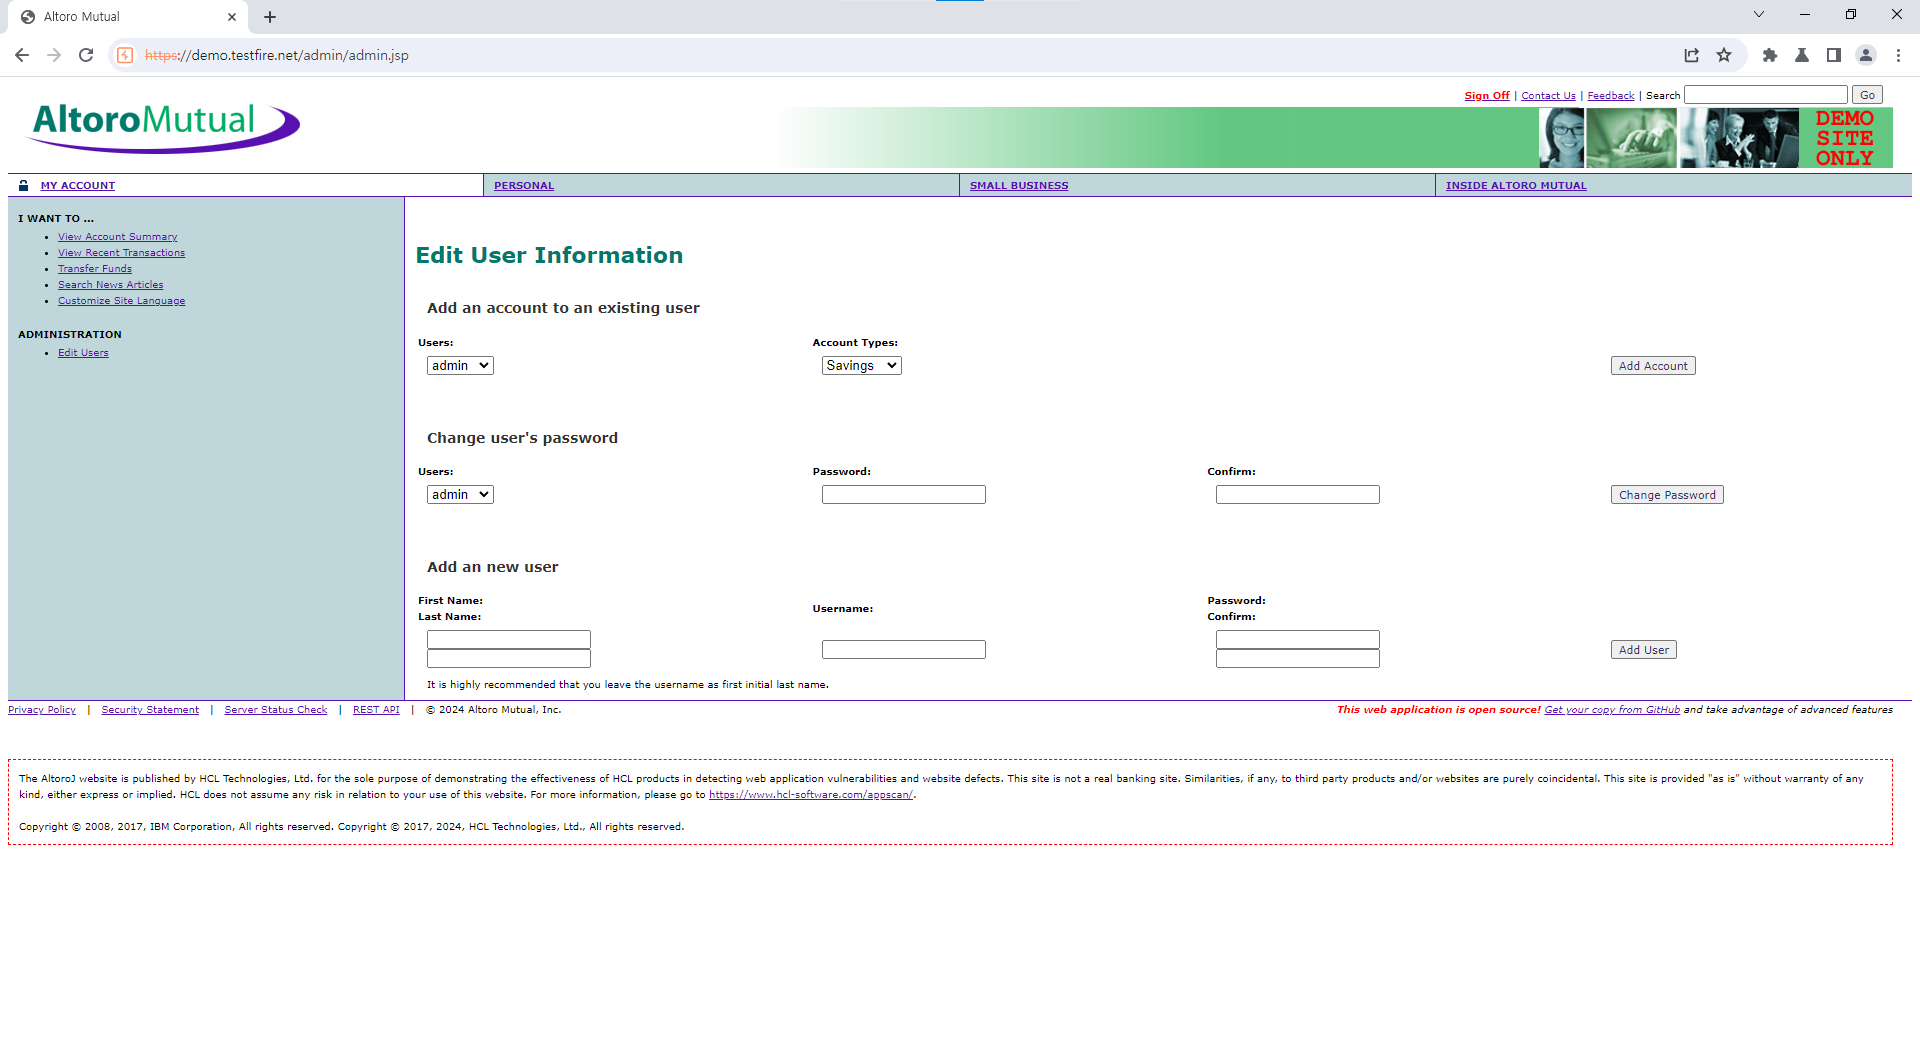 Altoro Mutual
https://demo.testfire.net/admin/admin.jsp
Sign Off | Contact Us | Feedback | Search Go
AltoroMutual
DEMO
SITE
ONLY
MY ACCOUNT PERSONAL SMALL BUSINESS INSIDE ALTORO MUTUAL
I WANT TO ...
• View Account Summary
• View Recent Transactions
• Transfer Funds
• Search News Articles
• Customize Site Language
ADMINISTRATION
• Edit Users
Edit User Information
Add an account to an existing user
Users: Account Types:
admin Savings Add Account
Change user's password
Users: Password: Confirm:
admin Change Password
Add an new user
First Name:
Last Name:
Username:
Password:
Confirm:
Add User
It is highly recommended that you leave the username as first initial last name.
Privacy Policy | Security Statement | Server Status Check | REST API | © 2024 Altoro Mutual, Inc.
This web application is open source! Get your copy from GitHub and take advantage of advanced features
The AltoroJ website is published by HCL Technologies, Ltd. for the sole purpose of demonstrating the effectiveness of HCL products in detecting web application vulnerabilities and website defects. This site is not a real banking site. Similarities, if any, to third party products and/or websites are purely coincidental. This site is provided "as is" without warranty of any
kind, either express or implied. HCL does not assume any risk in relation to your use of this website. For more information, please go to https://www.hcl-software.com/appscan/.
Copyright © 2008, 2017, IBM Corporation, All rights reserved. Copyright © 2017, 2024, HCL Technologies, Ltd., All rights reserved.